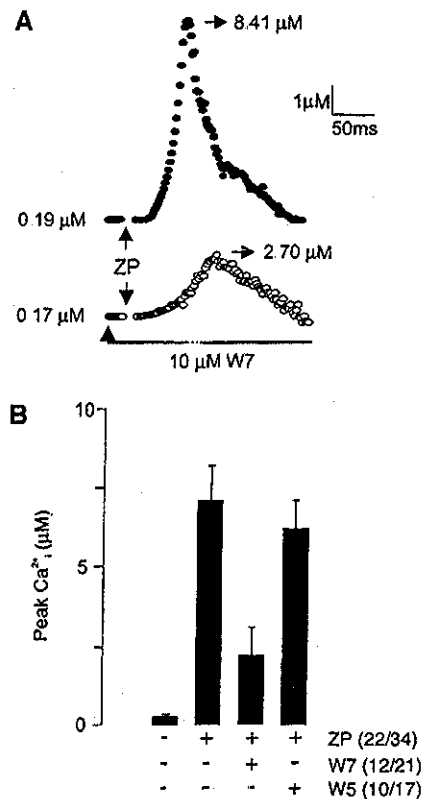 A
8.41 µM
1µM
50ms
0.19 µM
ZP
2.70 µM
0 17 µM
10 µM W7
B
10
5
0
Peak Ca²⁺ᵢ (µM)
- + + + ZP (22/34)
- - + - W7 (12/21)
- - - + W5 (10/17)